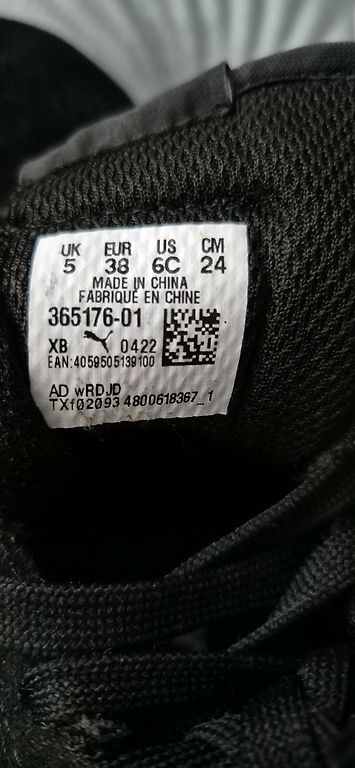 UK EUR US CM
5 38 6C 24
MADE IN CHINA
FABRIQUÉ EN CHINE
365176-01
XB 0422
EAN:4059505139100
AD wRDJD
TXf02093 4800618367_1